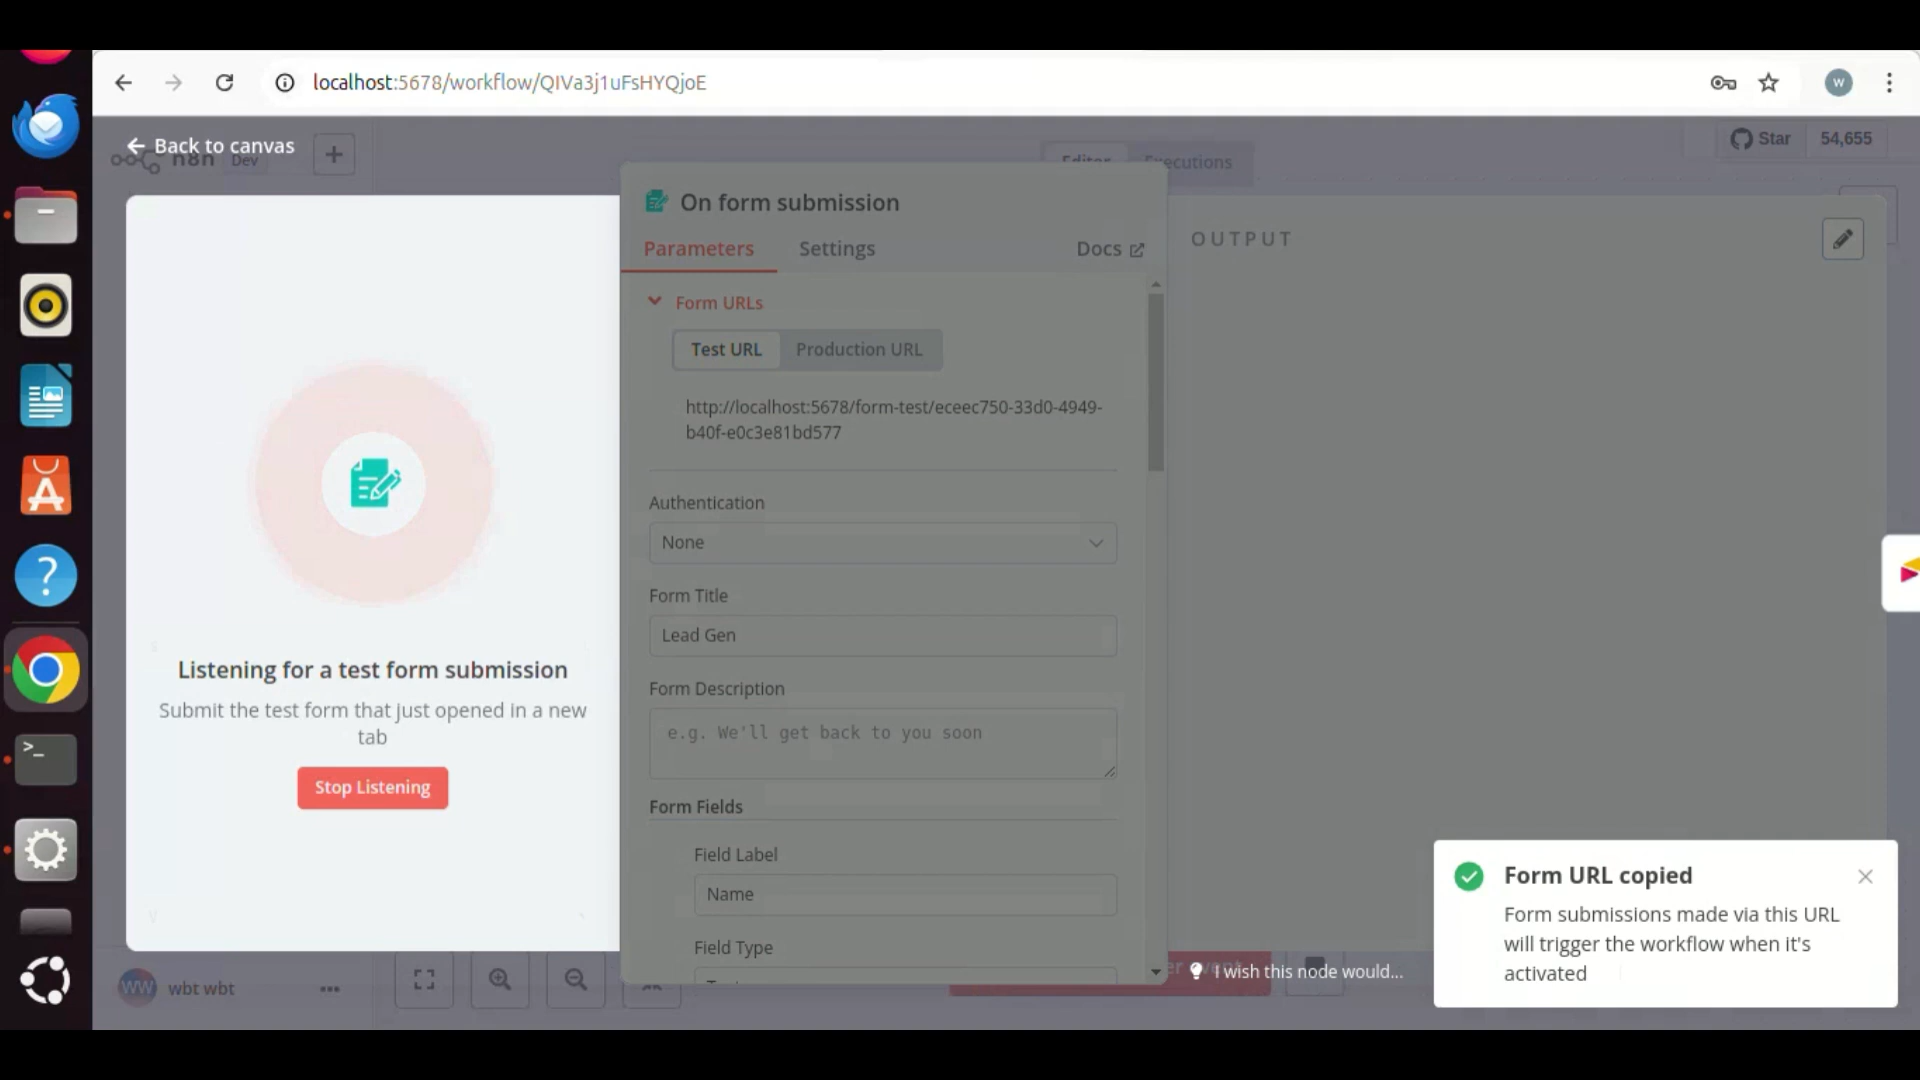 localhost:5678/workflow/QIVa3j1uFsHYQjoE
Back to canvas
n8n Dev
Editor Executions
Star 54,655
On form submission
Parameters Settings Docs
OUTPUT
Form URLs
Test URL Production URL
http://localhost:5678/form-test/eceec750-33d0-4949-
b40f-e0c3e81bd577
Authentication
None
Form Title
Lead Gen
Form Description
e.g. We'll get back to you soon
Form Fields
Field Label
Name
Field Type
Listening for a test form submission
Submit the test form that just opened in a new
tab
Stop Listening
WW wbt wbt
I wish this node would...
Form URL copied
Form submissions made via this URL
will trigger the workflow when it's
activated
W